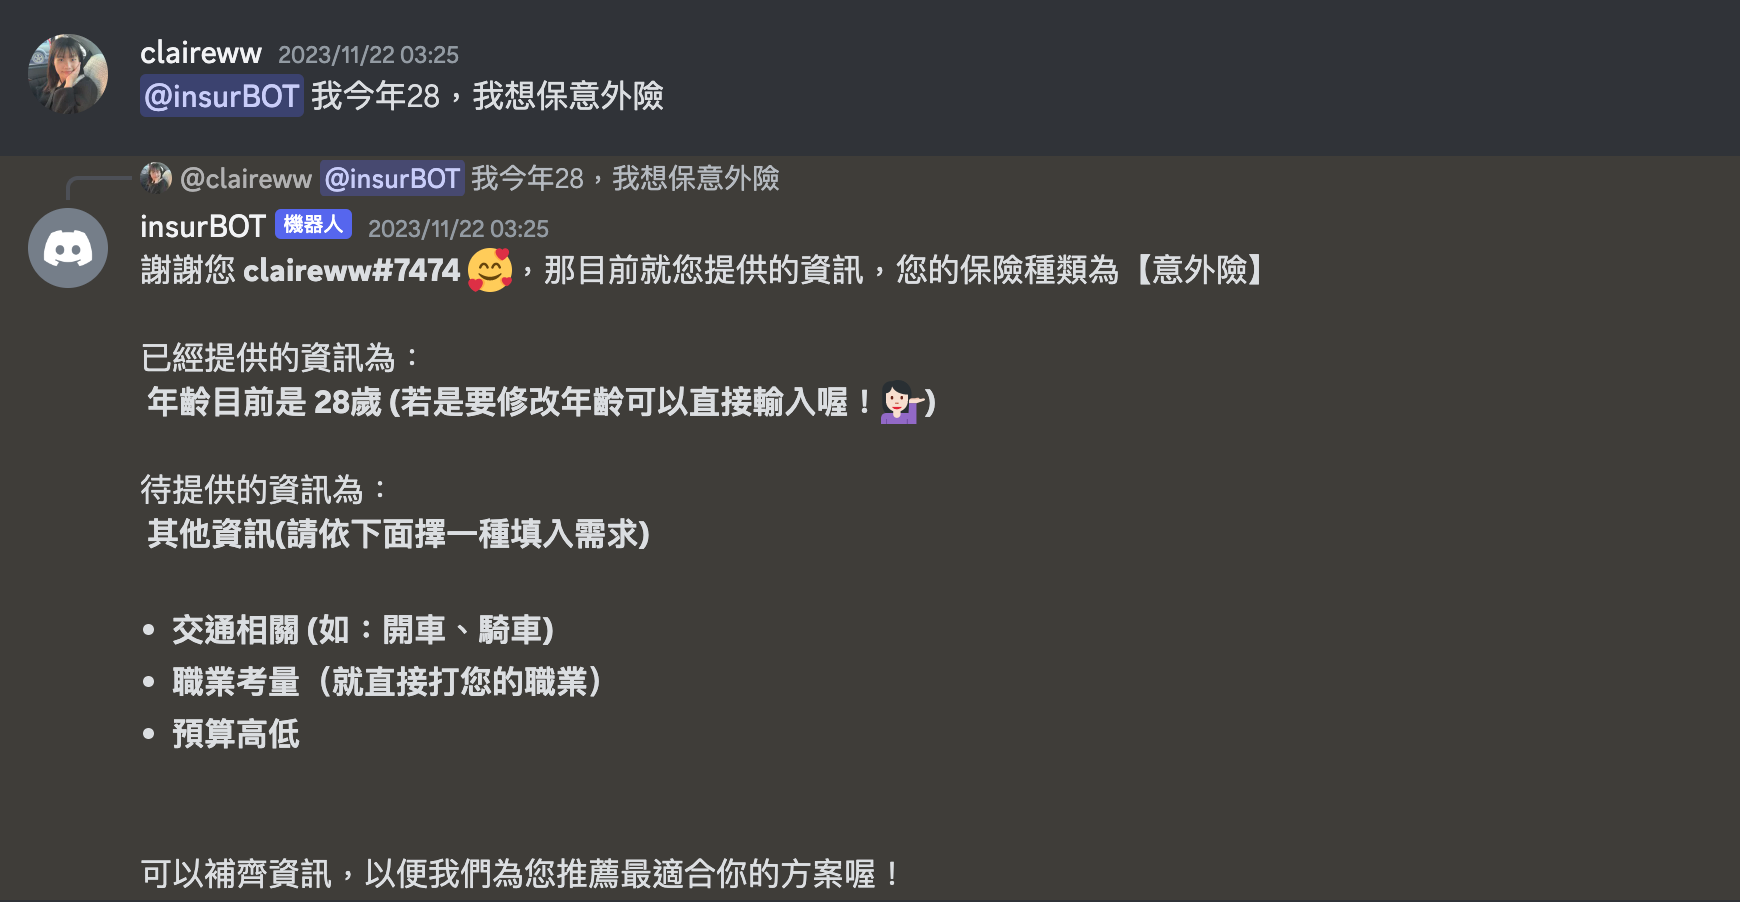 claireww 2023/11/22 03:25
@insurBOT 我今年28，我想保意外險
@claireww @insurBOT 我今年28，我想保意外險
insurBOT 機器人 2023/11/22 03:25
謝謝您 claireww#7474 🥰，那目前就您提供的資訊，您的保險種類為【意外險】
已經提供的資訊為：
年齡目前是 28歲 (若是要修改年齡可以直接輸入喔！💁🏻‍♀️)
待提供的資訊為：
其他資訊(請依下面擇一種填入需求)
• 交通相關 (如：開車、騎車)
• 職業考量（就直接打您的職業）
• 預算高低
可以補齊資訊，以便我們為您推薦最適合你的方案喔！